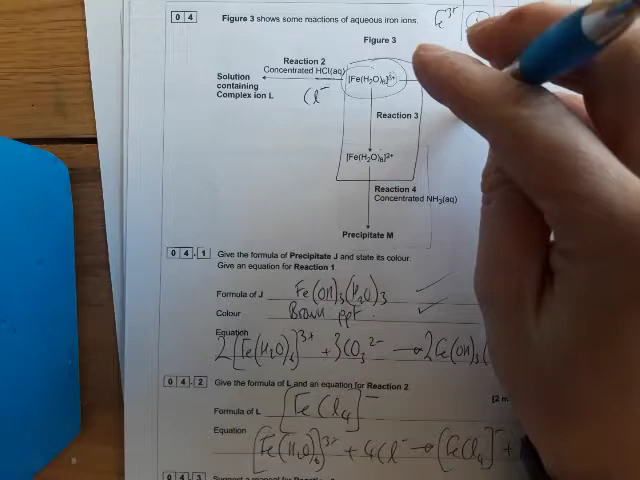 0 4 Figure 3 shows some reactions of aqueous iron ions.
Fe³⁺
Figure 3
Reaction 2
Concentrated HCl(aq)
Solution
containing
Complex ion L
Cl⁻
[Fe(H₂O)₆]³⁺
Reaction 3
[Fe(H₂O)₆]²⁺
Reaction 4
Concentrated NH₃(aq)
Precipitate M
0 4 . 1 Give the formula of Precipitate J and state its colour.
Give an equation for Reaction 1
Formula of J Fe(OH)₃(H₂O)₃
Colour Brown ppt.
Equation
2[Fe(H₂O)₆]³⁺ + 3CO₃²⁻ → 2Fe(OH)₃(
0 4 . 2 Give the formula of L and an equation for Reaction 2
[2 m
Formula of L [FeCl₄]⁻
Equation
[Fe(H₂O)₆]³⁺ + 4Cl⁻ → [FeCl₄]⁻ +
0 4 . 3